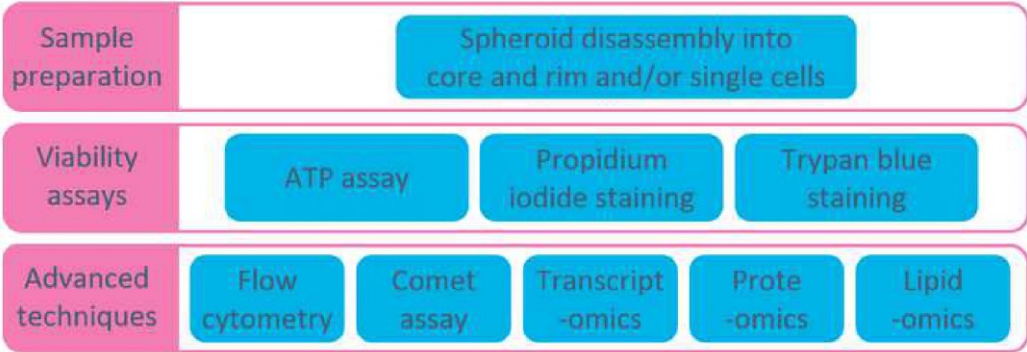 Sample
preparation
Spheroid disassembly into
core and rim and/or single cells
Viability
assays
ATP assay
Propidium
iodide staining
Trypan blue
staining
Advanced
techniques
Flow
cytometry
Comet
assay
Transcript
-omics
Prote
-omics
Lipid
-omics